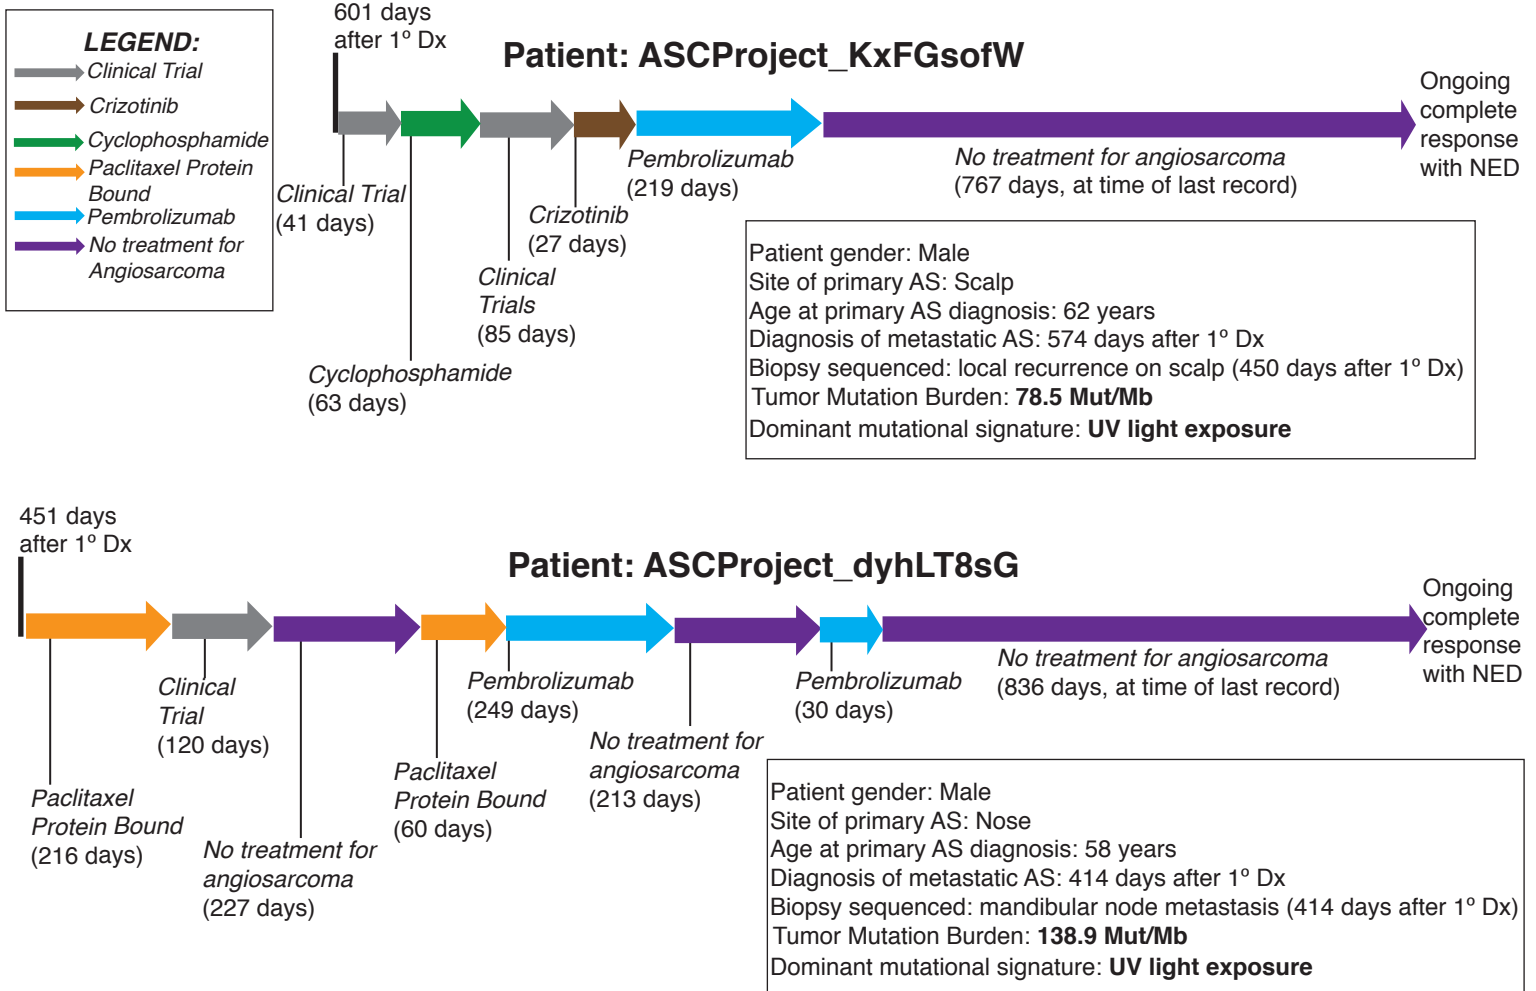 LEGEND:
Clinical Trial
Crizotinib
Cyclophosphamide
Paclitaxel Protein
Bound
Pembrolizumab
No treatment for
Angiosarcoma
601 days
after 1º Dx
Patient: ASCProject_KxFGsofW
Clinical Trial
(41 days)
Cyclophosphamide
(63 days)
Clinical
Trials
(85 days)
Crizotinib
(27 days)
Pembrolizumab
(219 days)
No treatment for angiosarcoma
(767 days, at time of last record)
Ongoing
complete
response
with NED
Patient gender: Male
Site of primary AS: Scalp
Age at primary AS diagnosis: 62 years
Diagnosis of metastatic AS: 574 days after 1º Dx
Biopsy sequenced: local recurrence on scalp (450 days after 1º Dx)
Tumor Mutation Burden: 78.5 Mut/Mb
Dominant mutational signature: UV light exposure
451 days
after 1º Dx
Patient: ASCProject_dyhLT8sG
Paclitaxel
Protein Bound
(216 days)
Clinical
Trial
(120 days)
No treatment for
angiosarcoma
(227 days)
Paclitaxel
Protein Bound
(60 days)
Pembrolizumab
(249 days)
No treatment for
angiosarcoma
(213 days)
Pembrolizumab
(30 days)
No treatment for angiosarcoma
(836 days, at time of last record)
Ongoing
complete
response
with NED
Patient gender: Male
Site of primary AS: Nose
Age at primary AS diagnosis: 58 years
Diagnosis of metastatic AS: 414 days after 1º Dx
Biopsy sequenced: mandibular node metastasis (414 days after 1º Dx)
Tumor Mutation Burden: 138.9 Mut/Mb
Dominant mutational signature: UV light exposure